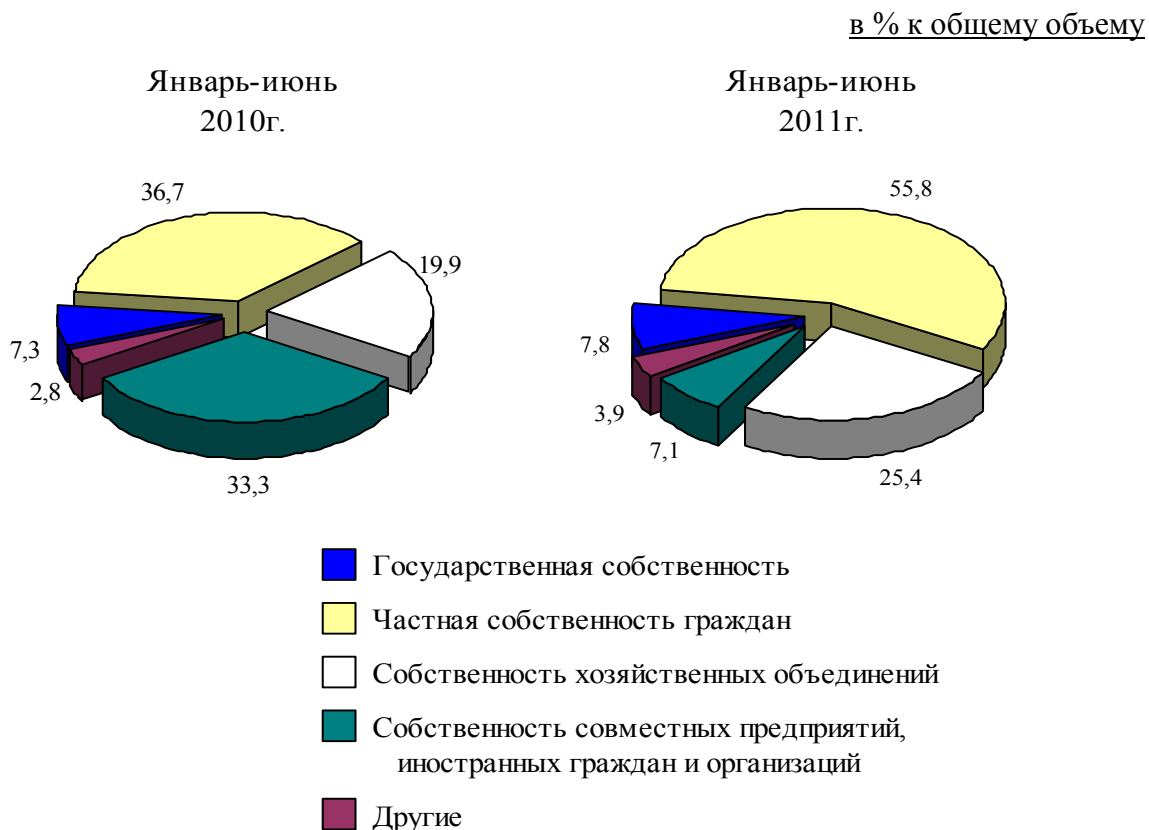 в % к общему объему
Январь-июнь
2010г.
Январь-июнь
2011г.
36,7
19,9
7,3
2,8
33,3
55,8
7,8
3,9
7,1
25,4
Государственная собственность
Частная собственность граждан
Собственность хозяйственных объединений
Собственность совместных предприятий,
иностранных граждан и организаций
Другие